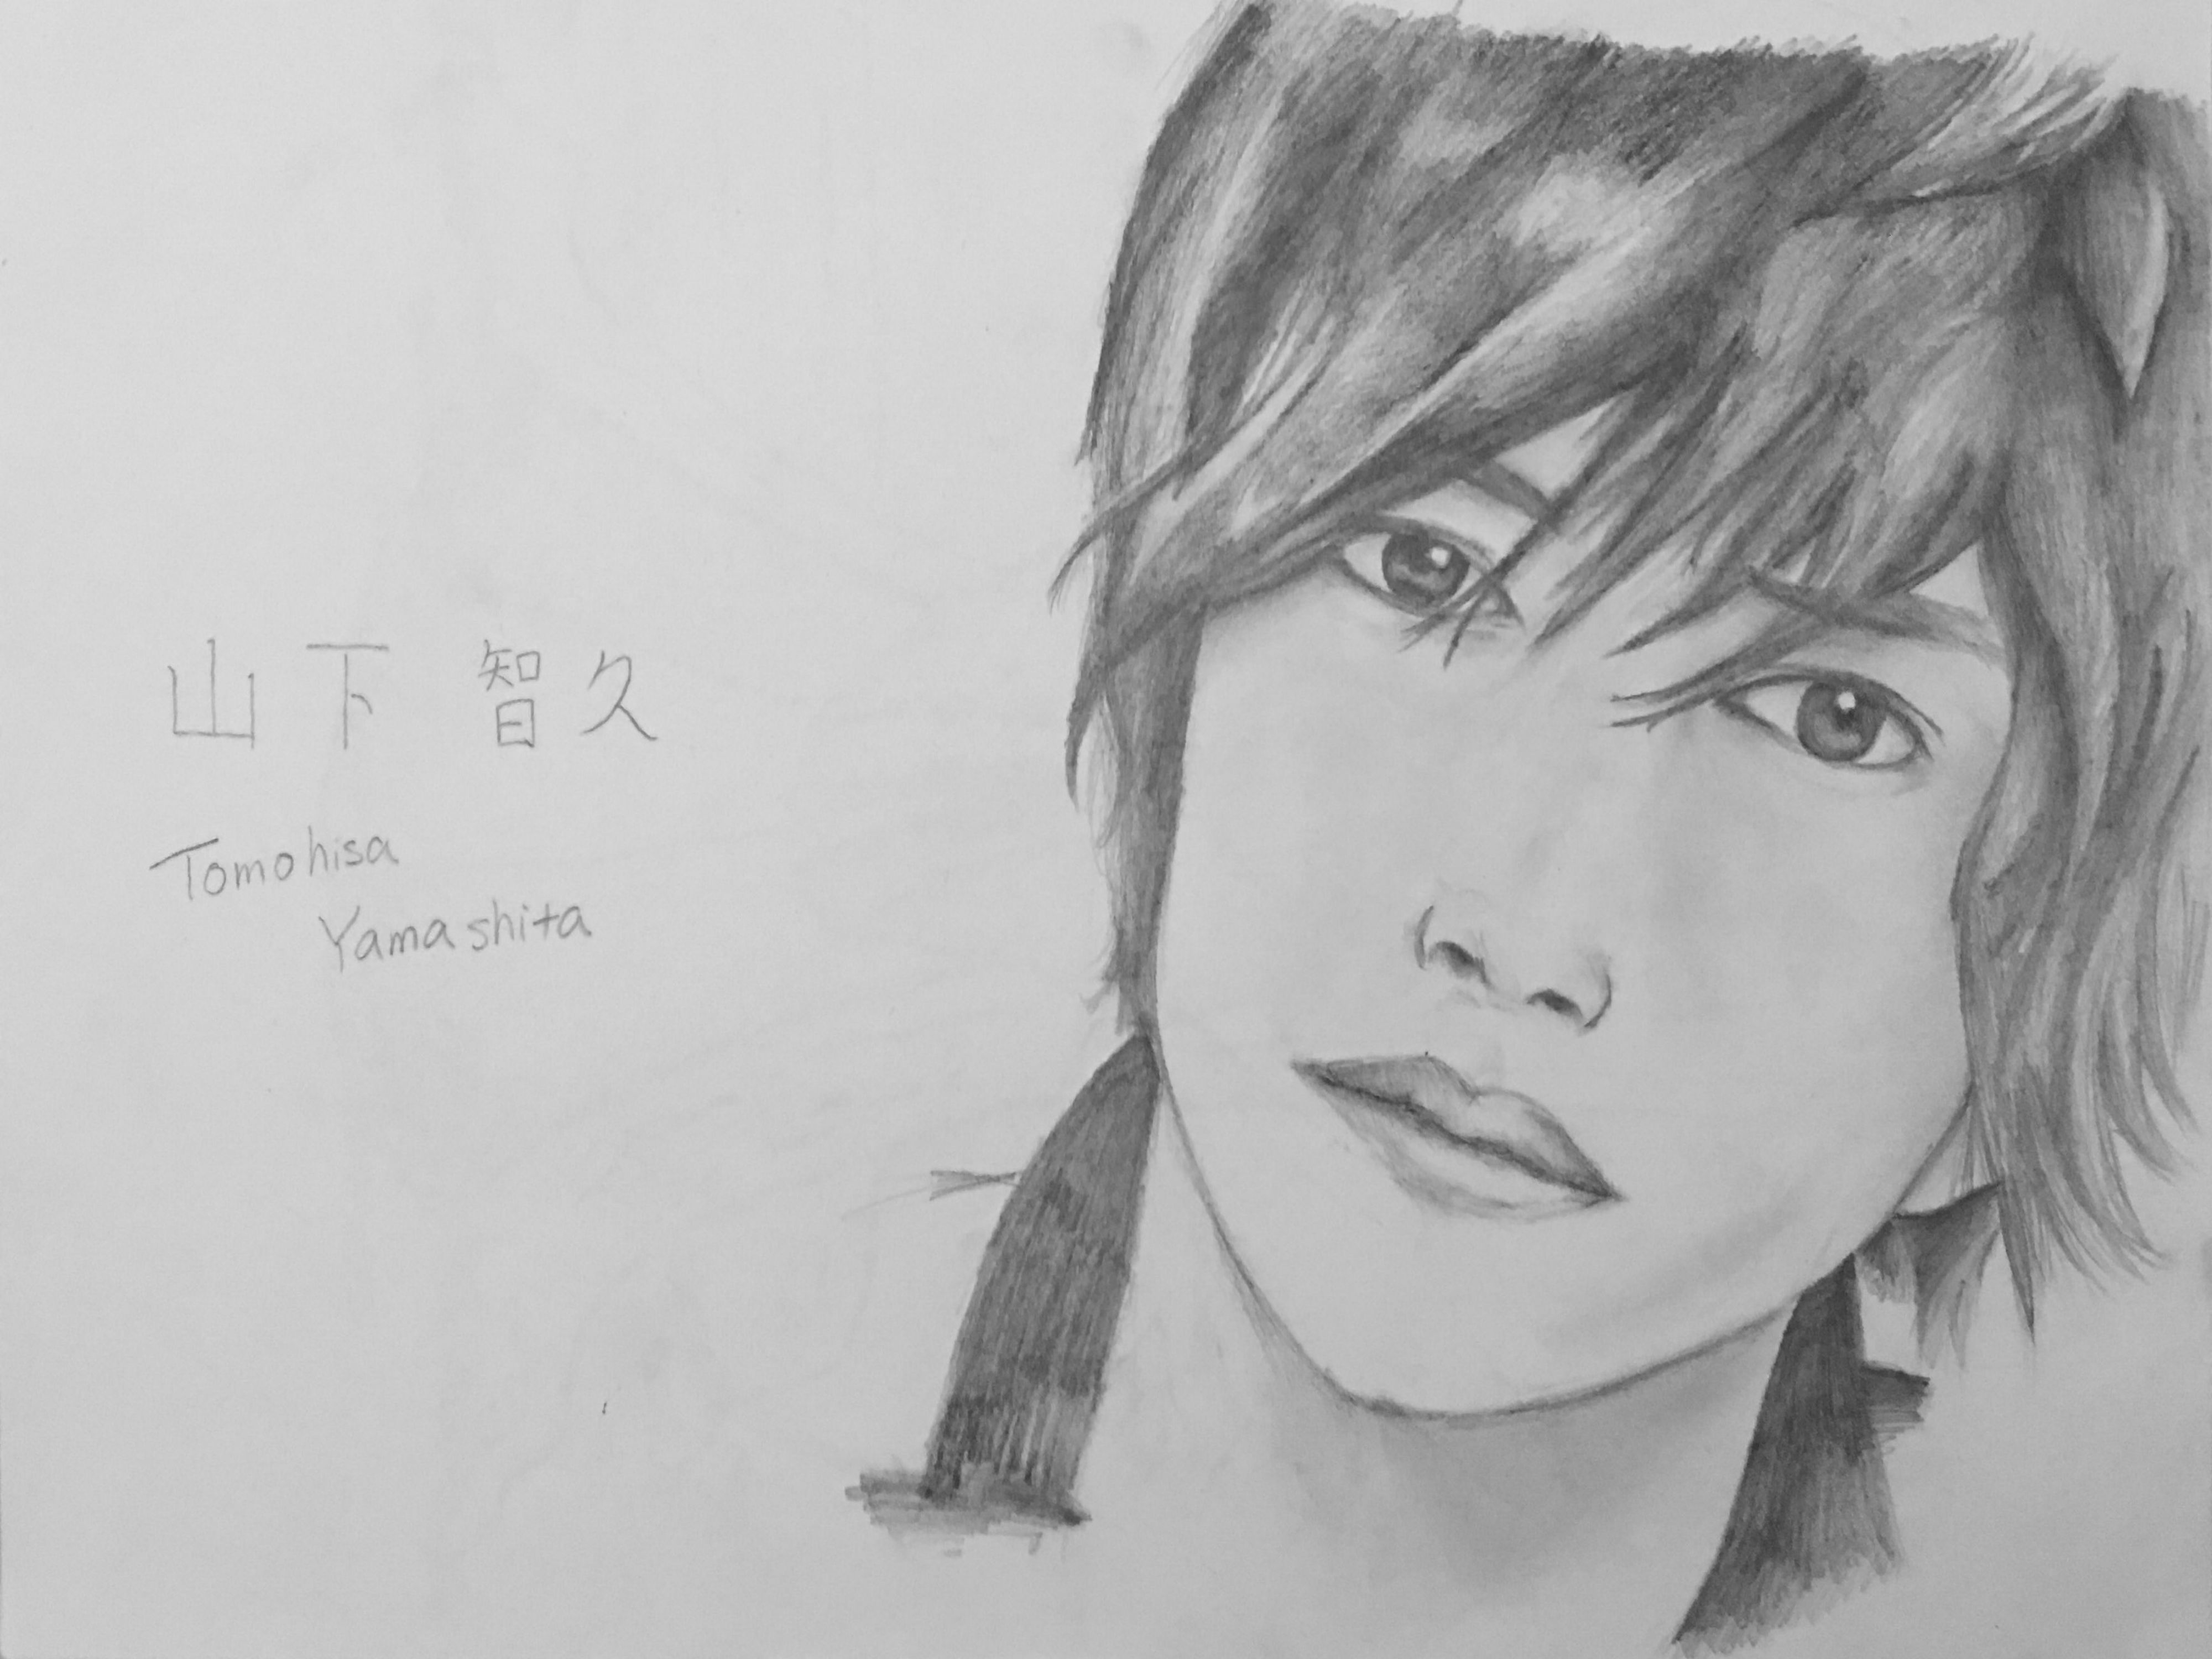 山下 智久
Tomohisa
Yamashita